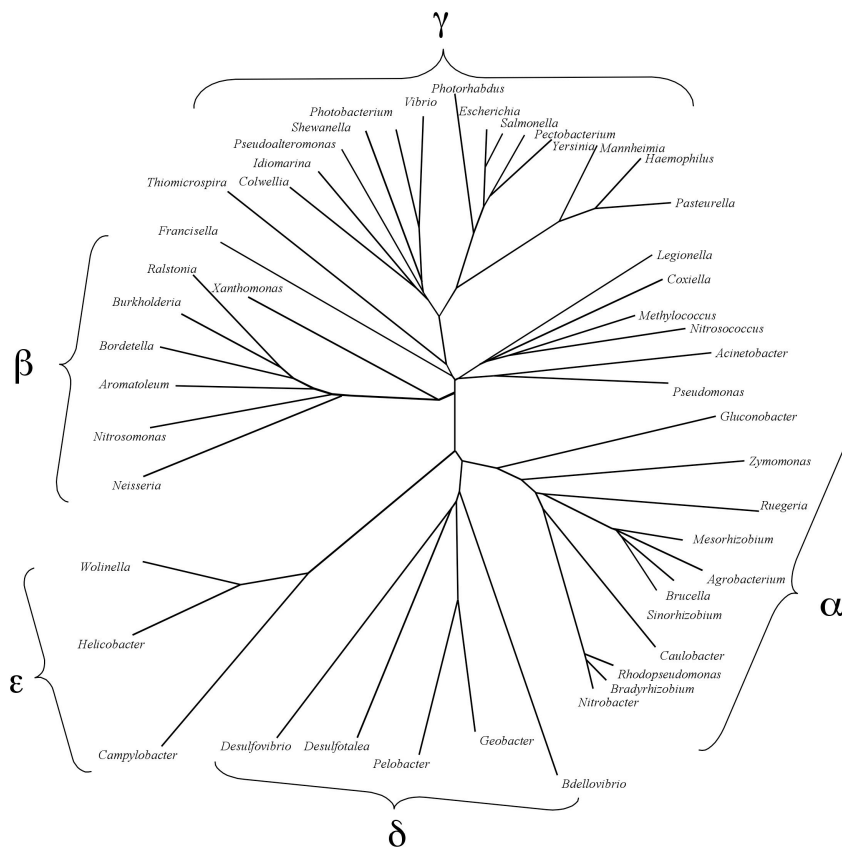 γ
Photorhabdus
Vibrio
Photobacterium
Escherichia
Salmonella
Shewanella
Pectobacterium
Pseudoalteromonas
Yersinia
Mannheimia
Idiomarina
Haemophilus
Thiomicrospira
Colwellia
Pasteurella
Francisella
Legionella
Ralstonia
Coxiella
Xanthomonas
Burkholderia
Methylococcus
Nitrosococcus
Bordetella
Acinetobacter
β
Aromatoleum
Pseudomonas
Gluconobacter
Nitrosomonas
Zymomonas
Neisseria
Ruegeria
Mesorhizobium
Wolinella
Agrobacterium
Brucella
α
Sinorhizobium
Helicobacter
Caulobacter
Rhodopseudomonas
ε
Bradyrhizobium
Nitrobacter
Geobacter
Desulfovibrio
Desulfotalea
Campylobacter
Pelobacter
Bdellovibrio
δ